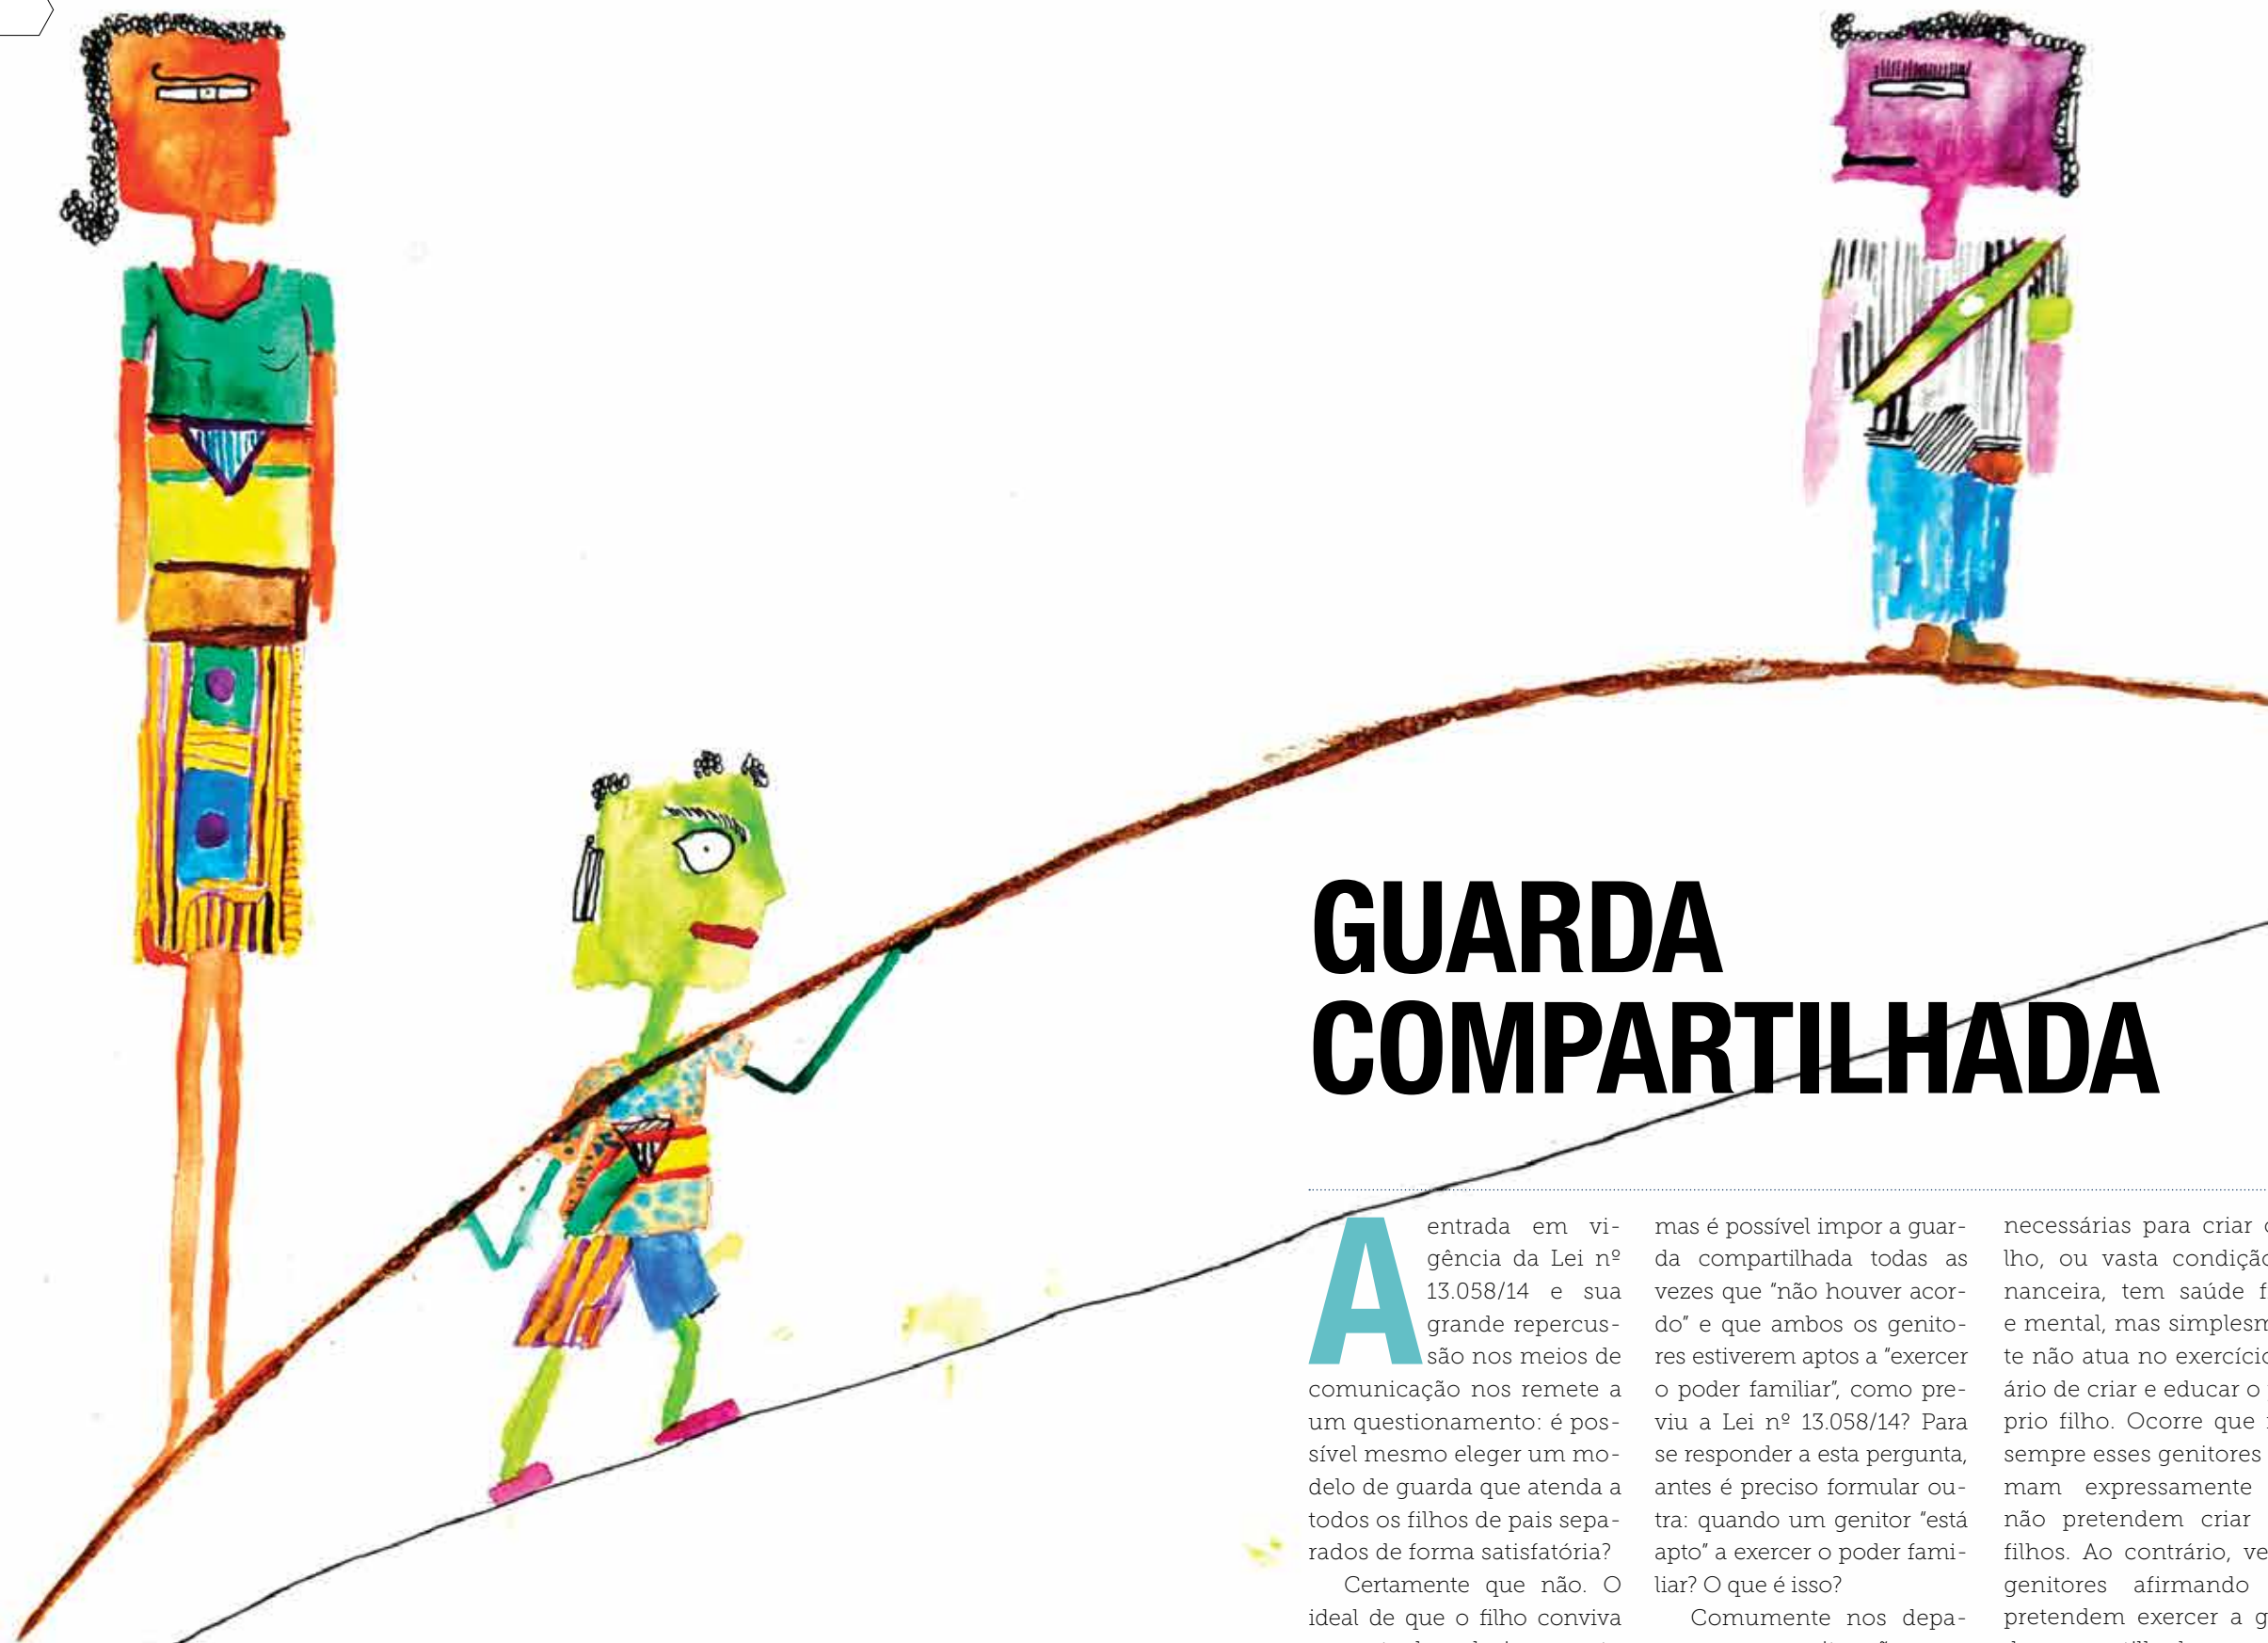 GUARDA
COMPARTILHADA
A entrada em vi-
gência da Lei nº
13.058/14 e sua
grande repercus-
são nos meios de
comunicação nos remete a
um questionamento: é pos-
sível mesmo eleger um mo-
delo de guarda que atenda a
todos os filhos de pais sepa-
rados de forma satisfatória?
Certamente que não. O
ideal de que o filho conviva
mas é possível impor a guar-
da compartilhada todas as
vezes que "não houver acor-
do" e que ambos os genito-
res estiverem aptos a "exercer
o poder familiar", como pre-
viu a Lei nº 13.058/14? Para
se responder a esta pergunta,
antes é preciso formular ou-
tra: quando um genitor "está
apto" a exercer o poder fami-
liar? O que é isso?
Comumente nos depa-
necessárias para criar
lho, ou vasta condição
nanceira, tem saúde
e mental, mas simplesm
te não atua no exercício
ário de criar e educar o
prio filho. Ocorre que
sempre esses genitores
mam expressamente
não pretendem criar
filhos. Ao contrário, ve
genitores afirmando
pretendem exercer a g